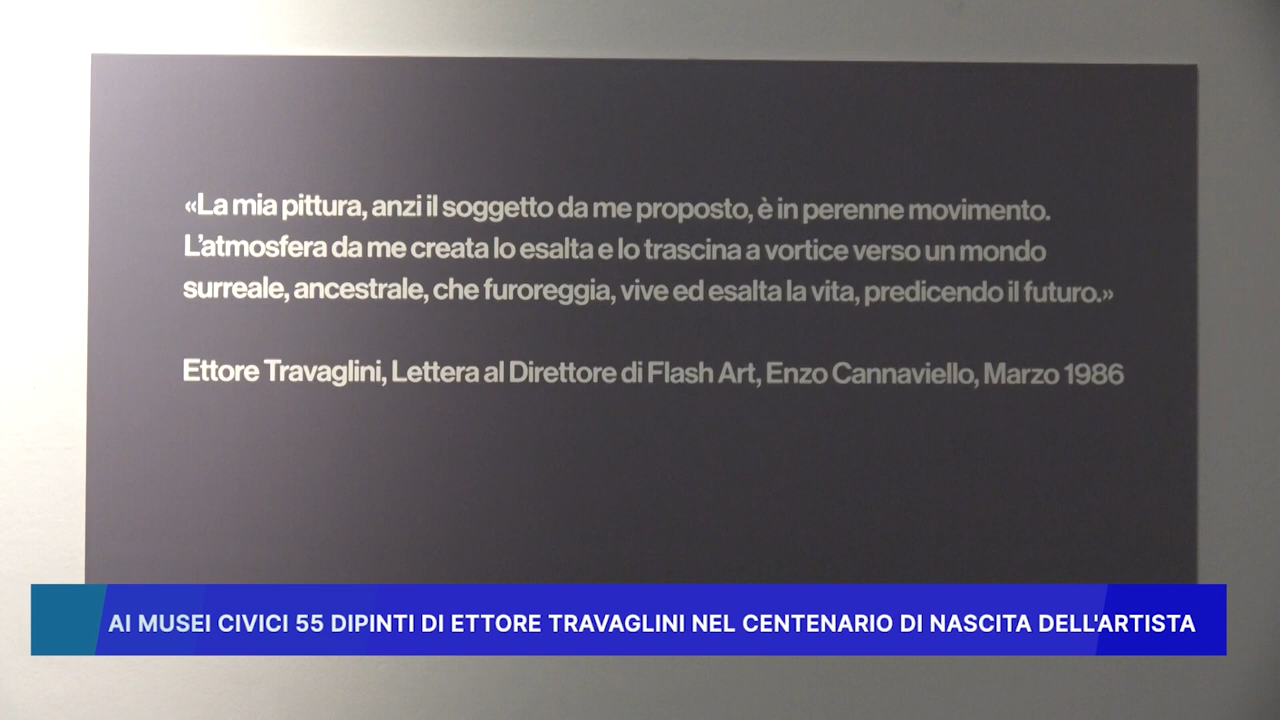 «La mia pittura, anzi il soggetto da me proposto, è in perenne movimento.
L’atmosfera da me creata lo esalta e lo trascina a vortice verso un mondo
surreale, ancestrale, che furoreggia, vive ed esalta la vita, predicendo il futuro.»
Ettore Travaglini, Lettera al Direttore di Flash Art, Enzo Cannaviello, Marzo 1986
AI MUSEI CIVICI 55 DIPINTI DI ETTORE TRAVAGLINI NEL CENTENARIO DI NASCITA DELL'ARTISTA